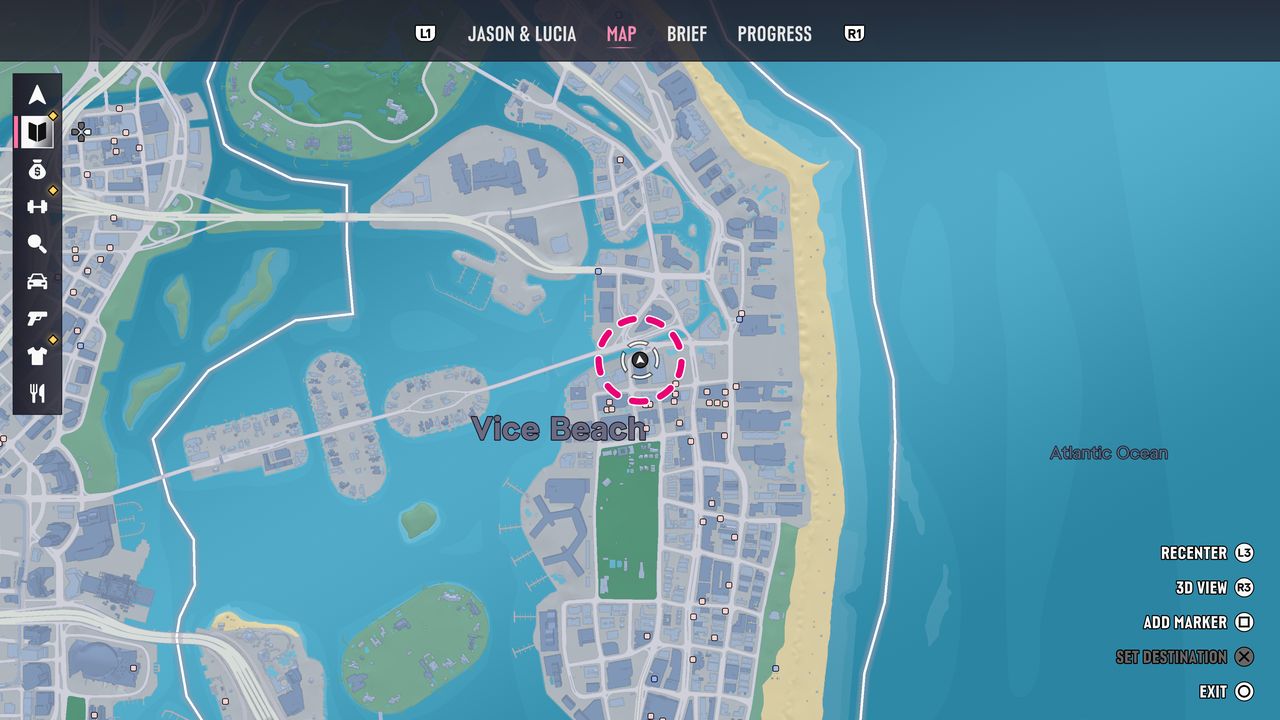 L1 JASON & LUCIA MAP BRIEF PROGRESS R1
$
Vice Beach
Atlantic Ocean
RECENTER L3
3D VIEW R3
ADD MARKER
SET DESTINATION
EXIT